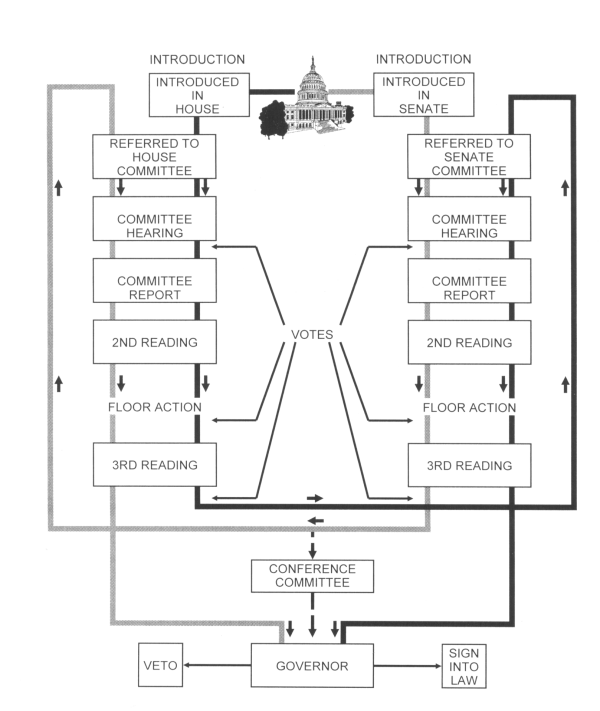 INTRODUCTION
INTRODUCTION
INTRODUCED
IN
HOUSE
INTRODUCED
IN
SENATE
REFERRED TO
HOUSE
COMMITTEE
REFERRED TO
SENATE
COMMITTEE
COMMITTEE
HEARING
COMMITTEE
HEARING
COMMITTEE
REPORT
COMMITTEE
REPORT
VOTES
2ND READING
2ND READING
FLOOR ACTION
FLOOR ACTION
3RD READING
3RD READING
CONFERENCE
COMMITTEE
VETO
GOVERNOR
SIGN
INTO
LAW